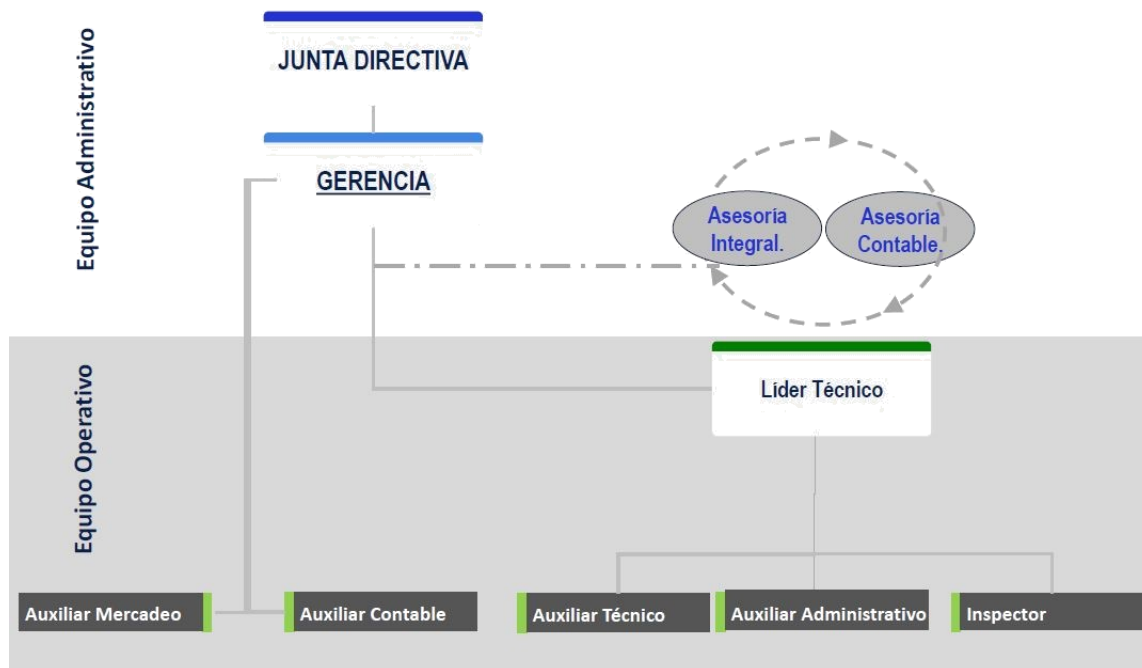 Equipo Administrativo
JUNTA DIRECTIVA
GERENCIA
Asesoría
Integral.
Asesoría
Contable.
Equipo Operativo
Líder Técnico
Auxiliar Mercadeo
Auxiliar Contable
Auxiliar Técnico
Auxiliar Administrativo
Inspector